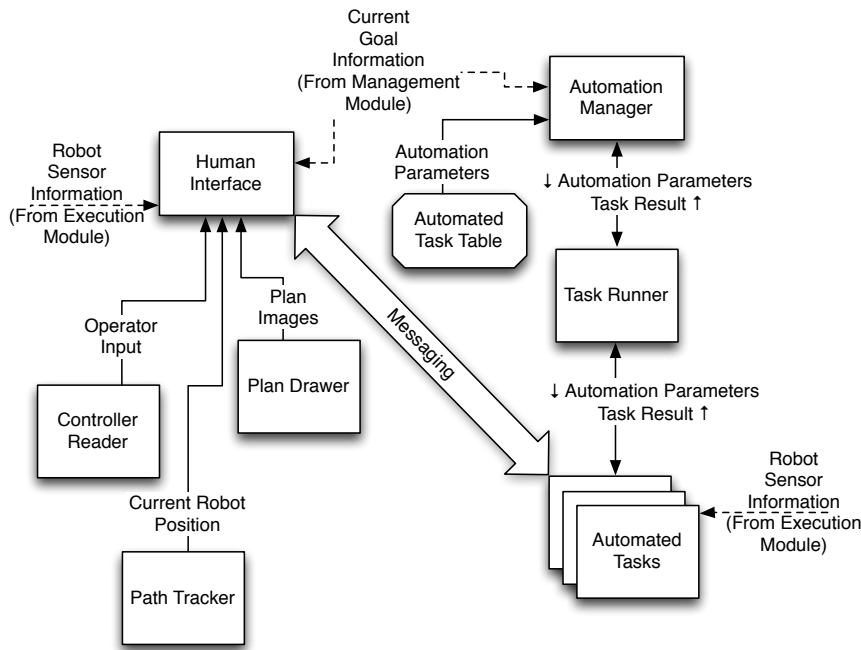 Current
Goal
Information
(From Management
Module)
Automation
Manager
Robot
Sensor
Information
(From Execution
Module)
Human
Interface
Automation
Parameters
↓ Automation Parameters
Task Result ↑
Automated
Task Table
Task Runner
Messaging
Plan
Images
Operator
Input
Plan Drawer
Controller
Reader
↓ Automation Parameters
Task Result ↑
Current Robot
Position
Path Tracker
Automated
Tasks
Robot
Sensor
Information
(From Execution
Module)